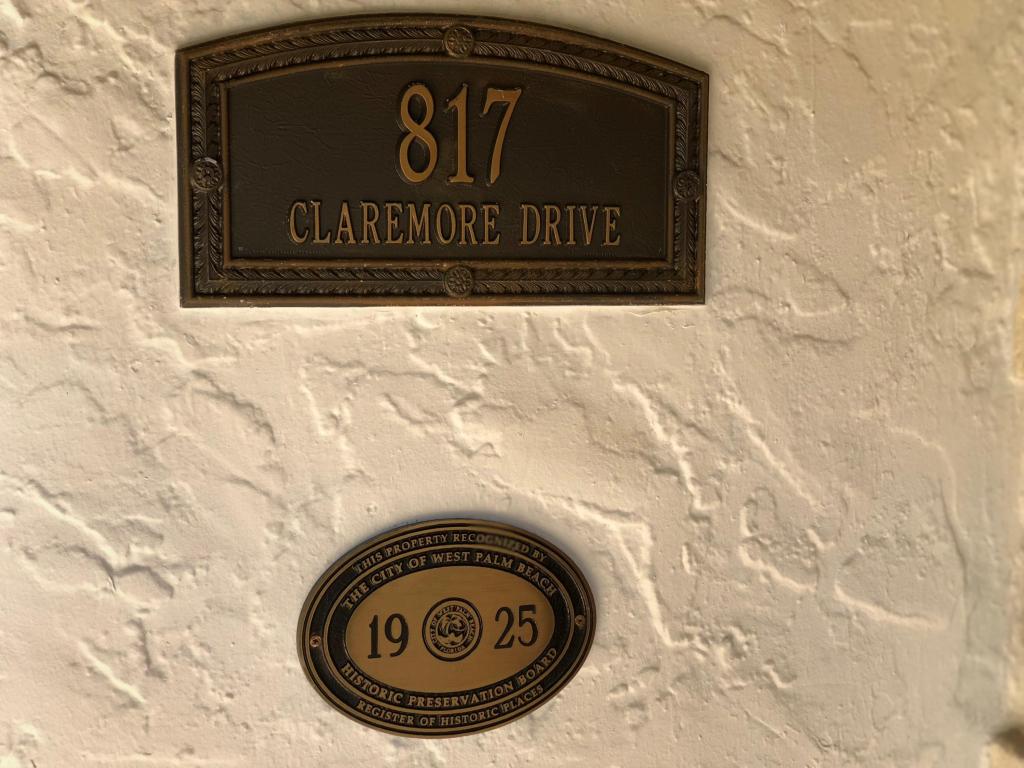 817
CLAREMORE DRIVE
THIS PROPERTY RECOGNIZED BY
THE CITY OF WEST PALM BEACH
19 25
HISTORIC PRESERVATION BOARD
REGISTER OF HISTORIC PLACES